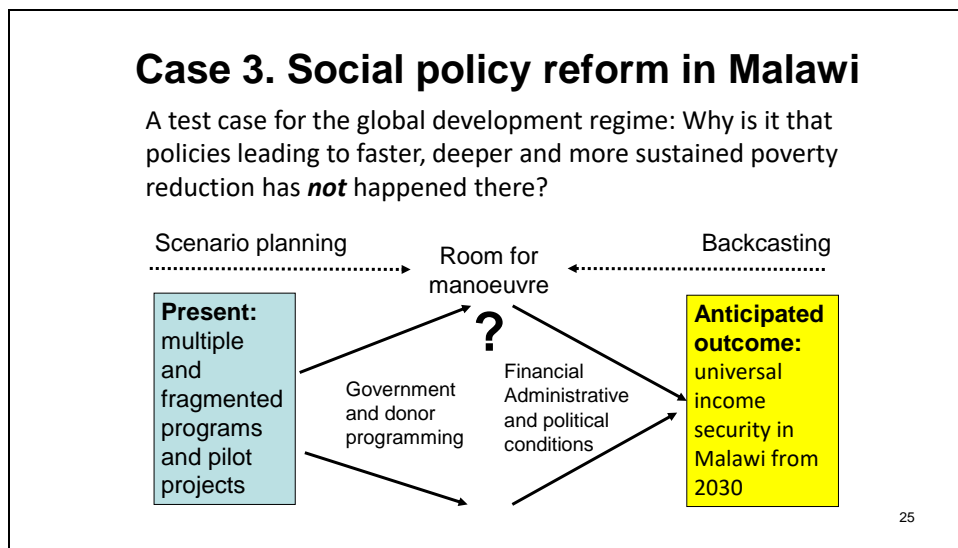 Case 3. Social policy reform in Malawi
A test case for the global development regime: Why is it that
policies leading to faster, deeper and more sustained poverty
reduction has not happened there?
Scenario planning
Room for
manoeuvre
Backcasting
?
Present:
multiple
and
fragmented
programs
and pilot
projects
Government
and donor
programming
Financial
Administrative
and political
conditions
Anticipated
outcome:
universal
income
security in
Malawi from
2030
25